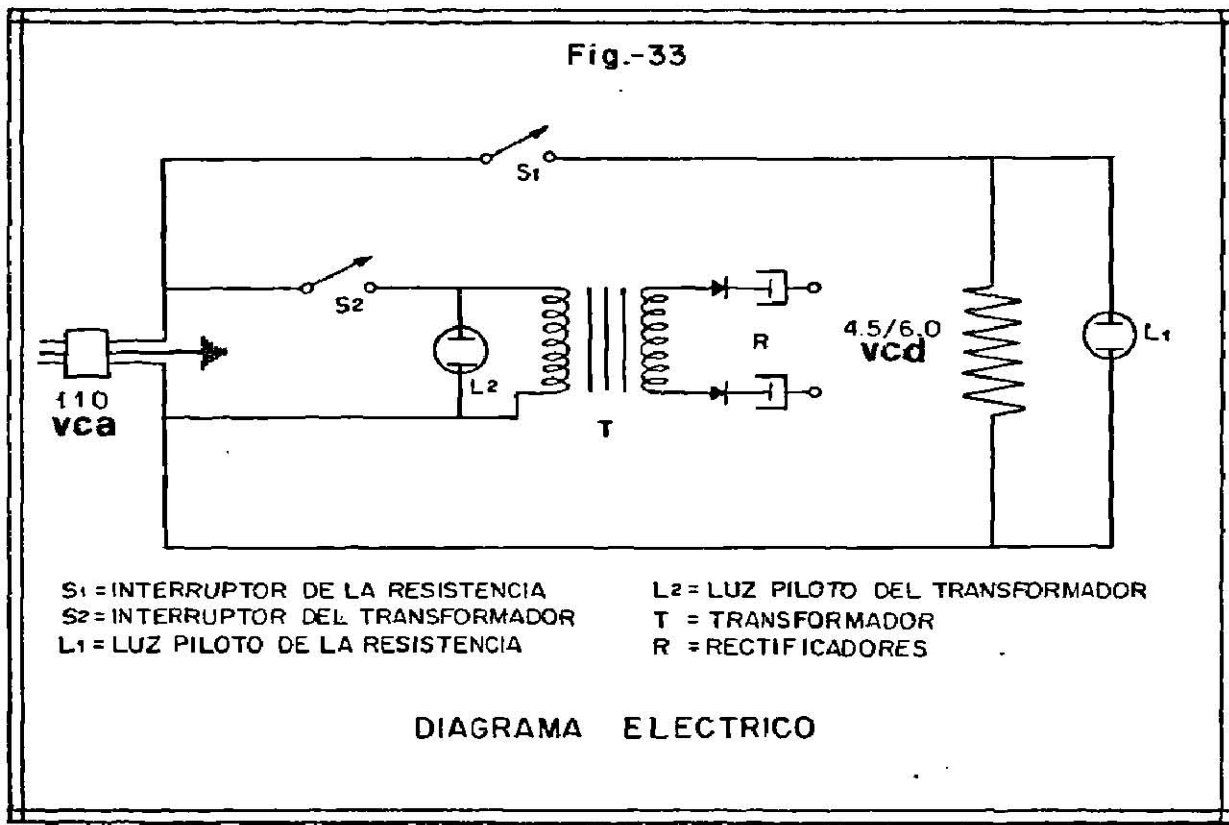 Fig.-33
S1
S2
L2
T
R
110
vca
4.5/6.0
vcd
L1
S1 = INTERRUPTOR DE LA RESISTENCIA
S2 = INTERRUPTOR DEL TRANSFORMADOR
L1 = LUZ PILOTO DE LA RESISTENCIA
L2 = LUZ PILOTO DEL TRANSFORMADOR
T = TRANSFORMADOR
R = RECTIFICADORES
DIAGRAMA ELECTRICO